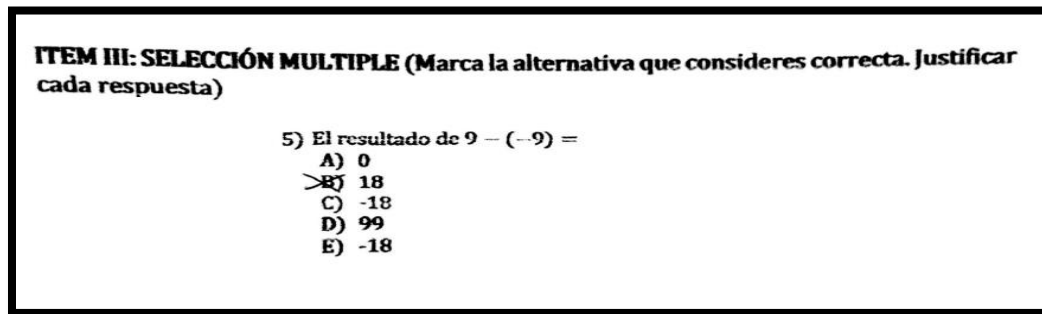 ITEM III: SELECCIÓN MULTIPLE (Marca la alternativa que consideres correcta. Justificar
cada respuesta)
5) El resultado de 9 – (–9) =
A) 0
B) 18
C) -18
D) 99
E) -18